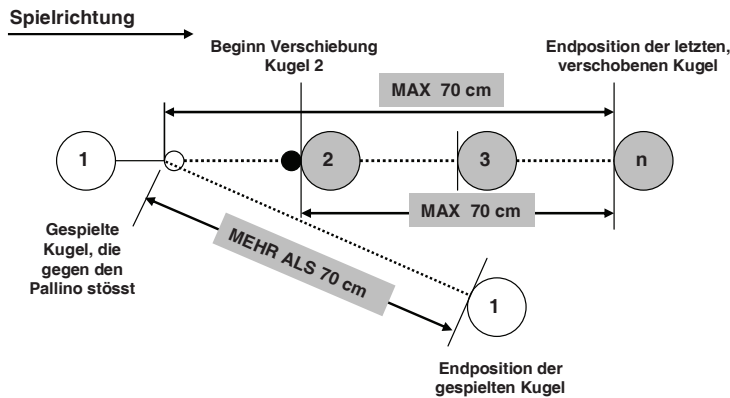 Spielrichtung
Beginn Verschiebung
Kugel 2
Endposition der letzten,
verschobenen Kugel
MAX 70 cm
1
2
3
n
MAX 70 cm
Gespielte
Kugel, die
gegen den
Pallino stösst
MEHR ALS 70 cm
1
Endposition der
gespielten Kugel